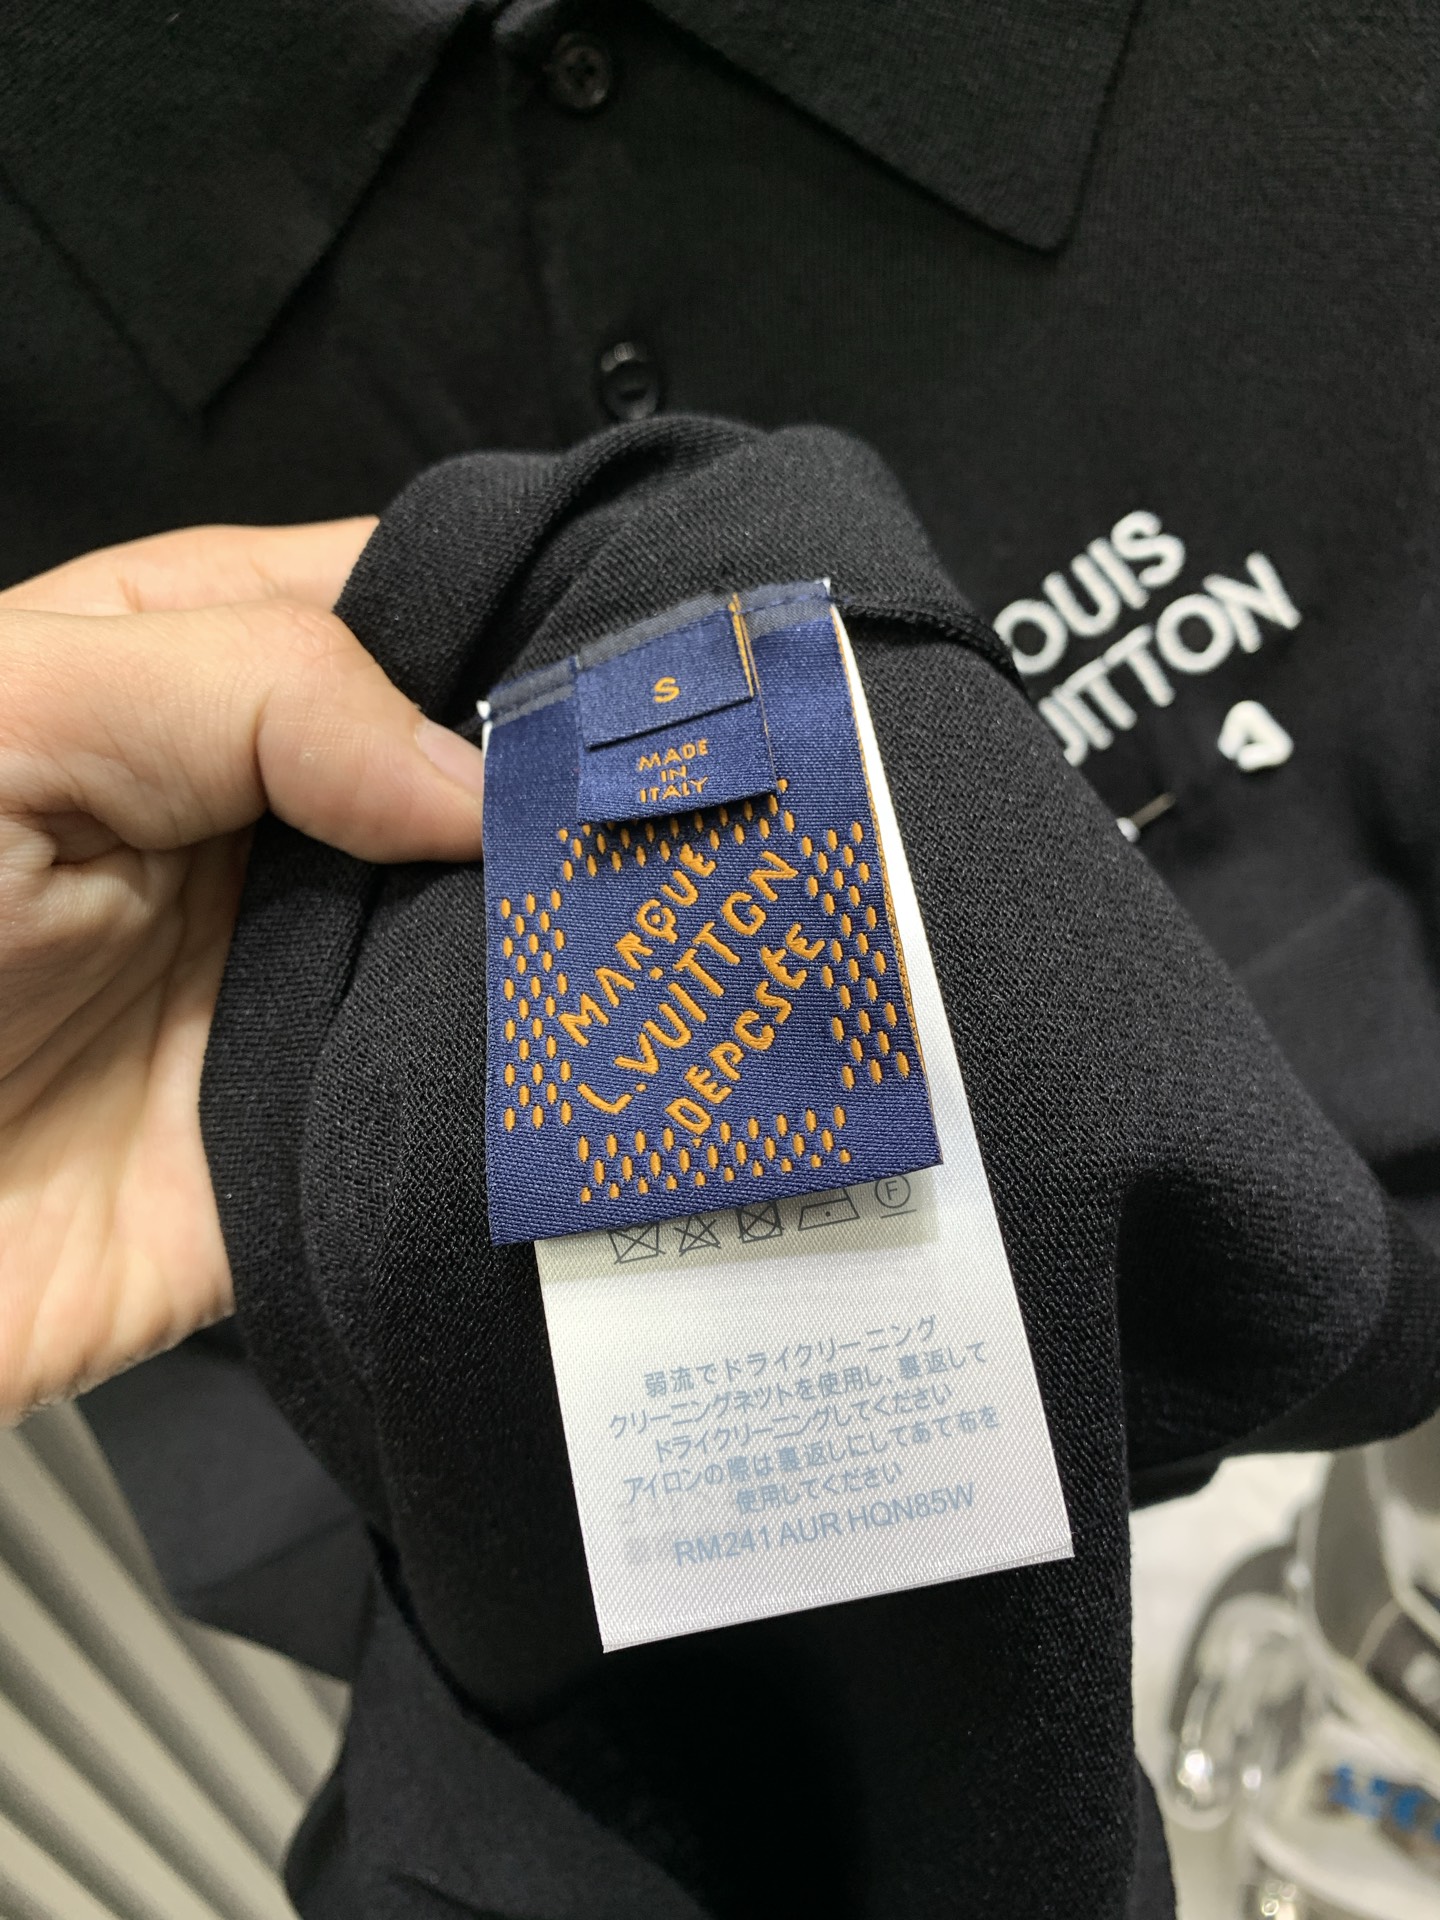 OUIS
UITTON
S
MADE
IN
ITALY
MARQUE
L.VUITTGN
DEPCSÉE
F
弱流でドライクリーニング
クリーニングネットを使用し、裏返して
ドライクリーニングしてください
アイロンの際は裏返しにしてあて布を
使用してください
RM241 AUR HQN85W